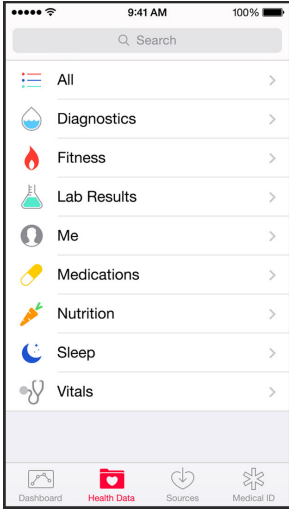 9:41 AM 100%
Search
All
Diagnostics
Fitness
Lab Results
Me
Medications
Nutrition
Sleep
Vitals
Dashboard Health Data Sources Medical ID